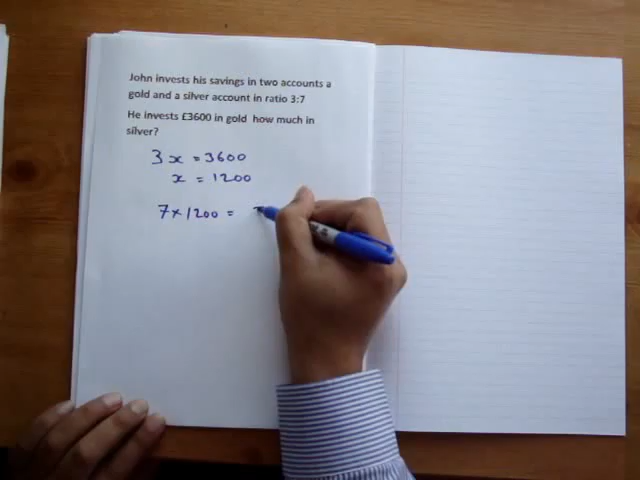 John invests his savings in two accounts a
gold and a silver account in ratio 3:7
He invests £3600 in gold how much in
silver?
3x = 3600
x = 1200
7x1200 =